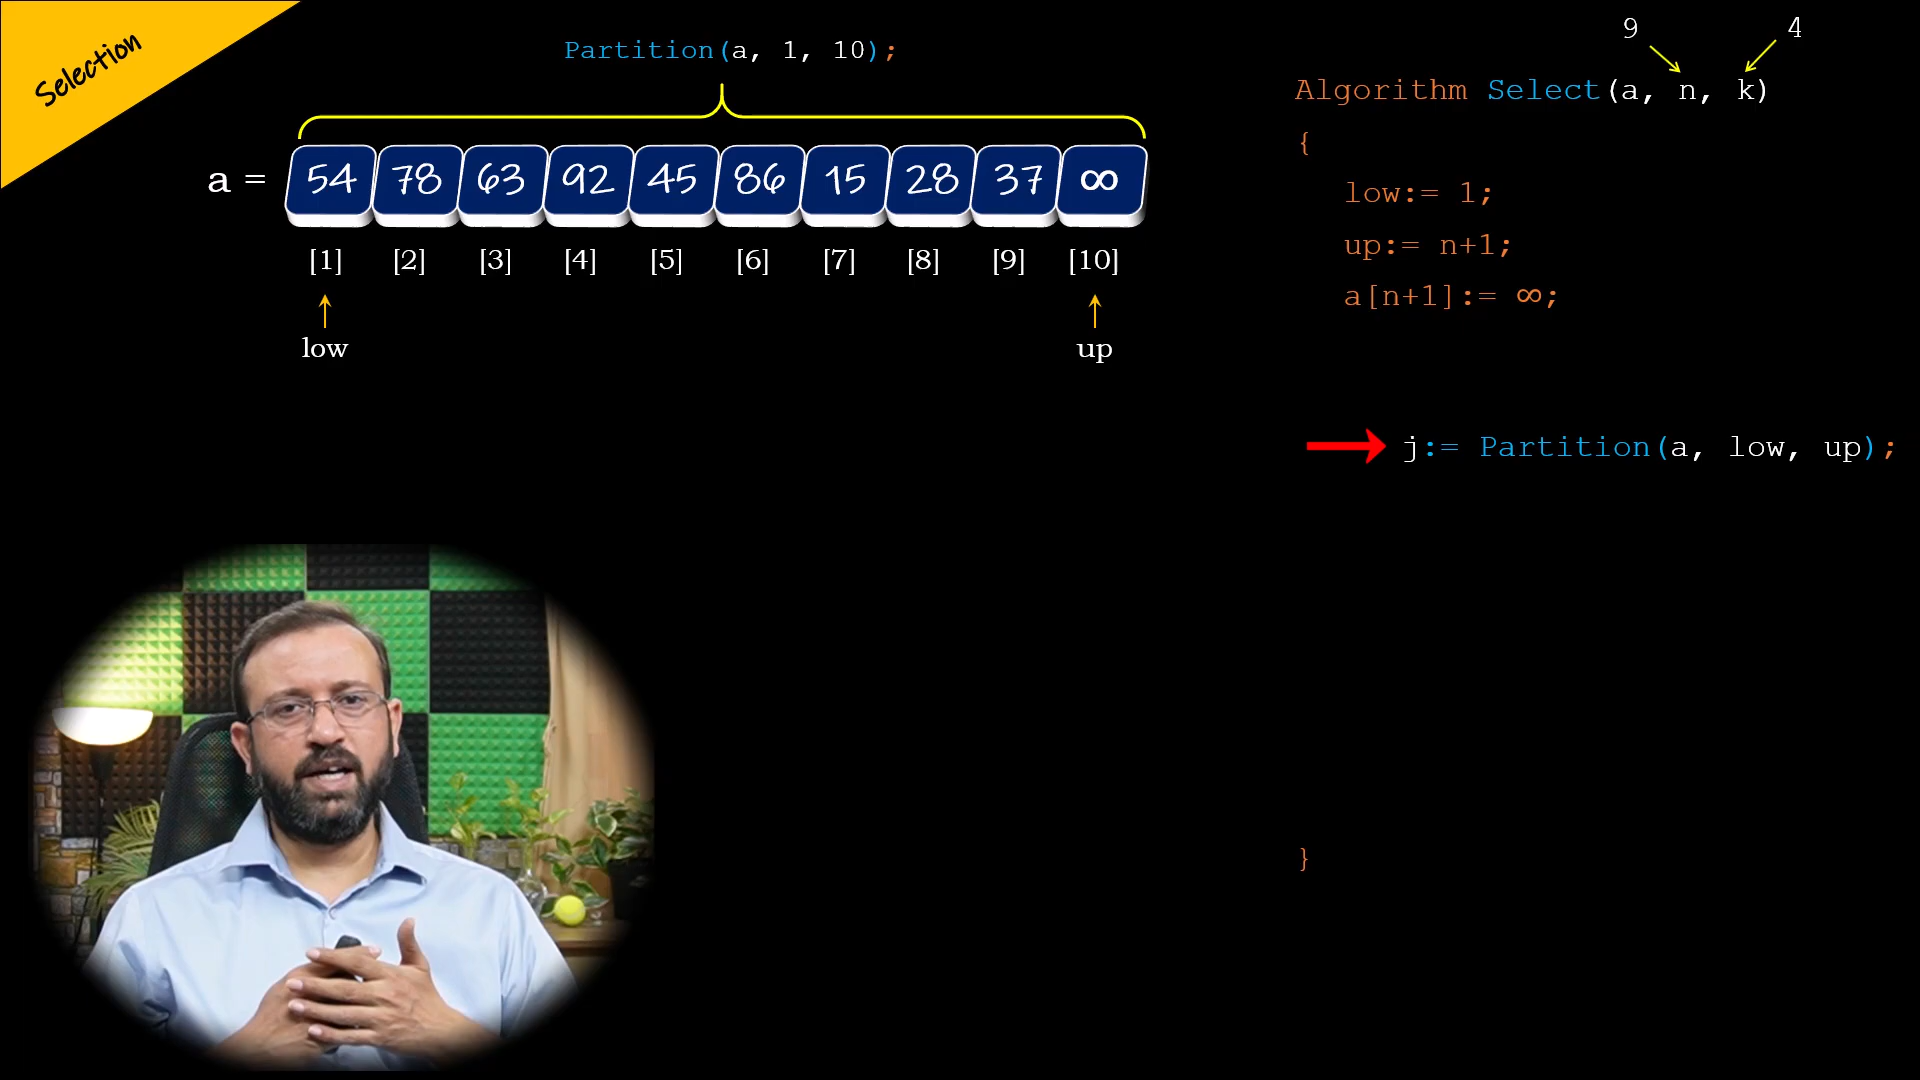 Selection
Partition(a, 1, 10);
a = 54 78 63 92 45 86 15 28 37 ∞
[1] [2] [3] [4] [5] [6] [7] [8] [9] [10]
low up
9 4
Algorithm Select(a, n, k)
{
low:= 1;
up:= n+1;
a[n+1]:= ∞;
j:= Partition(a, low, up);
}